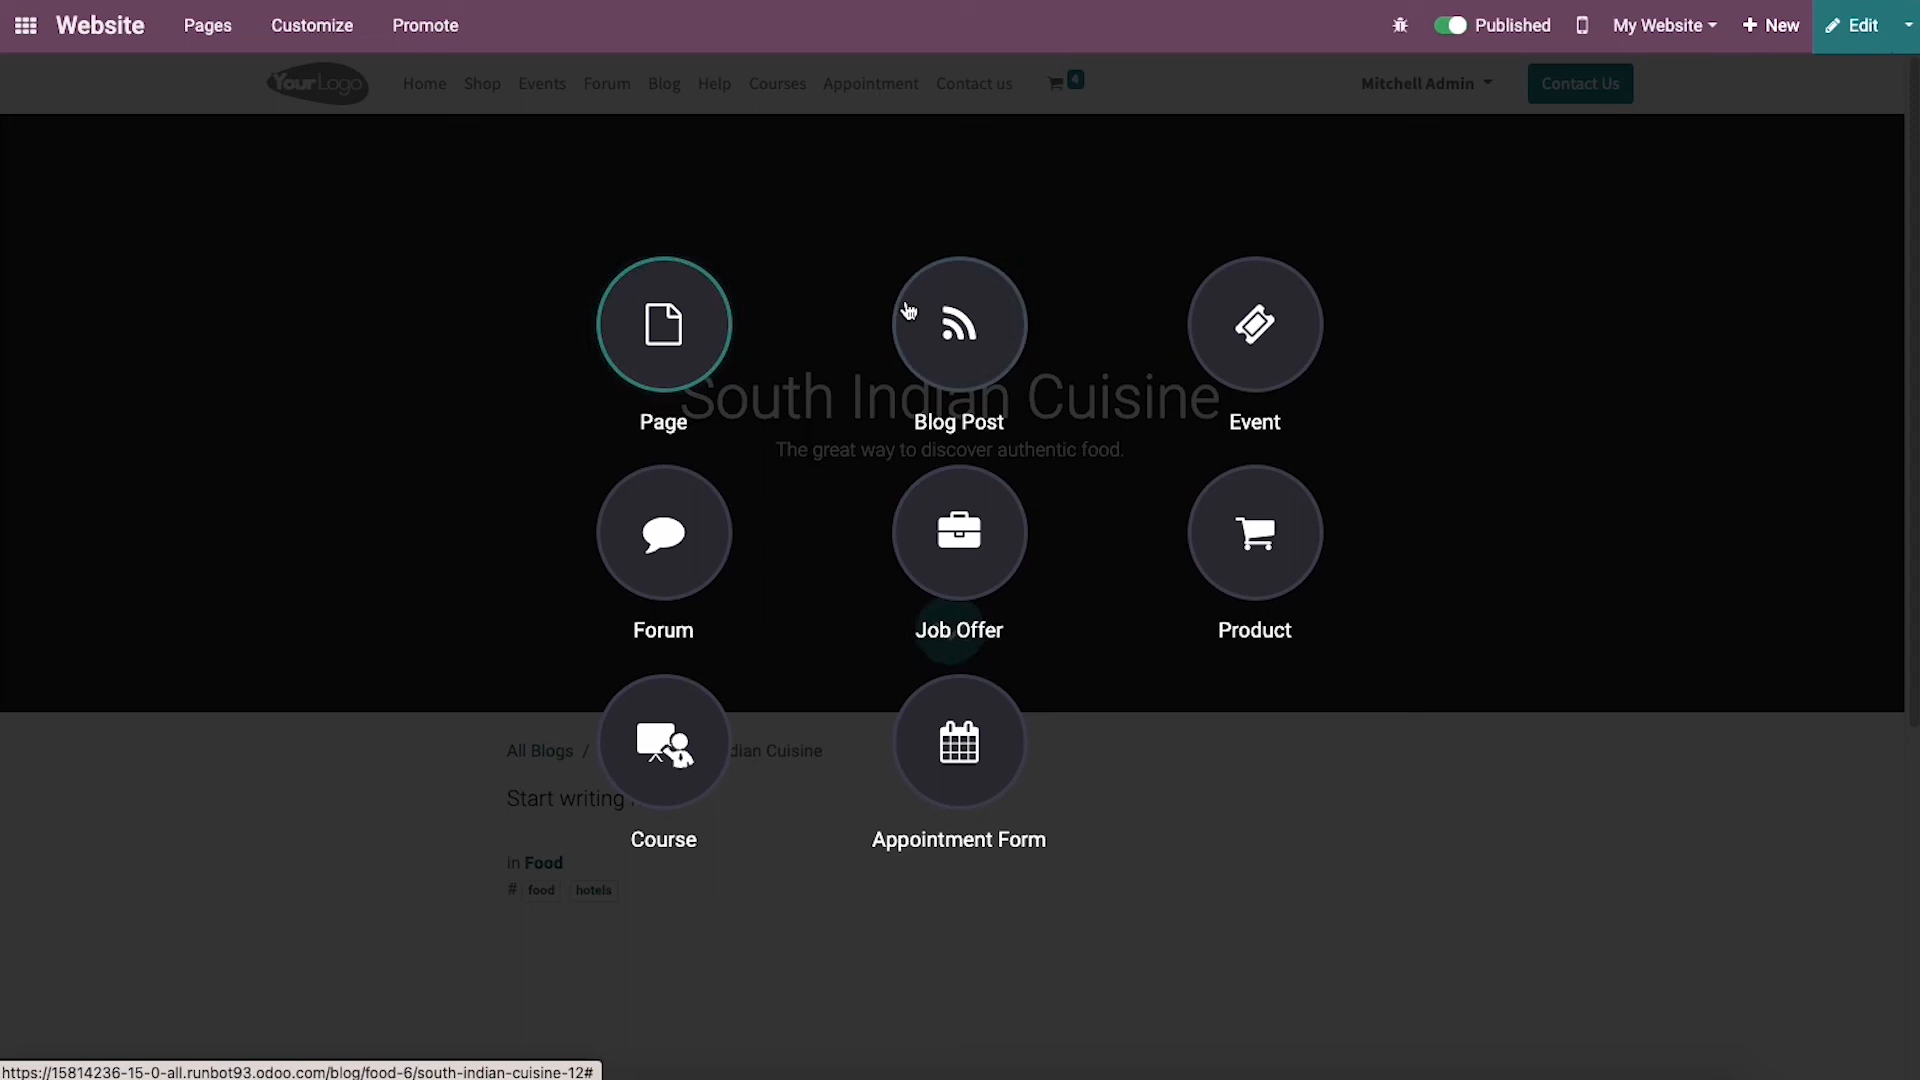 Website Pages Customize Promote Published My Website + New Edit
YourLogo Home Shop Events Forum Blog Help Courses Appointment Contact us 4 Mitchell Admin Contact Us
South Indian Cuisine
Page Blog Post Event
The great way to discover authentic food.
Forum Job Offer Product
All Blogs / dian Cuisine
Start writing
Course Appointment Form
in Food
# food hotels
https://15814236-15-0-all.runbot93.odoo.com/blog/food-6/south-indian-cuisine-12#